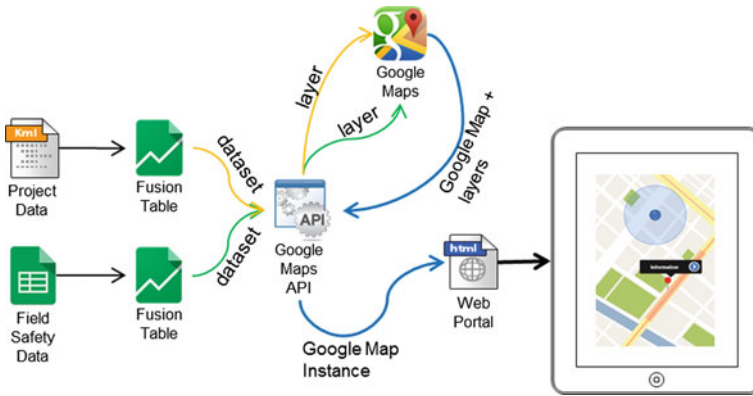 Kml
Project
Data
Fusion
Table
dataset
Field
Safety
Data
Fusion
Table
dataset
API
Google
Maps
API
layer
layer
Google
Maps
Google Map +
layers
Google Map
Instance
html
Web
Portal
Information